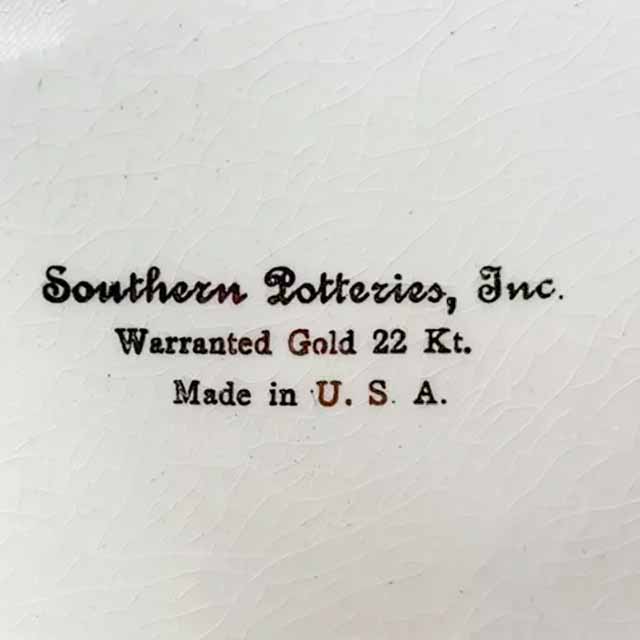 Southern Potteries, Inc.
Warranted Gold 22 Kt.
Made in U. S. A.